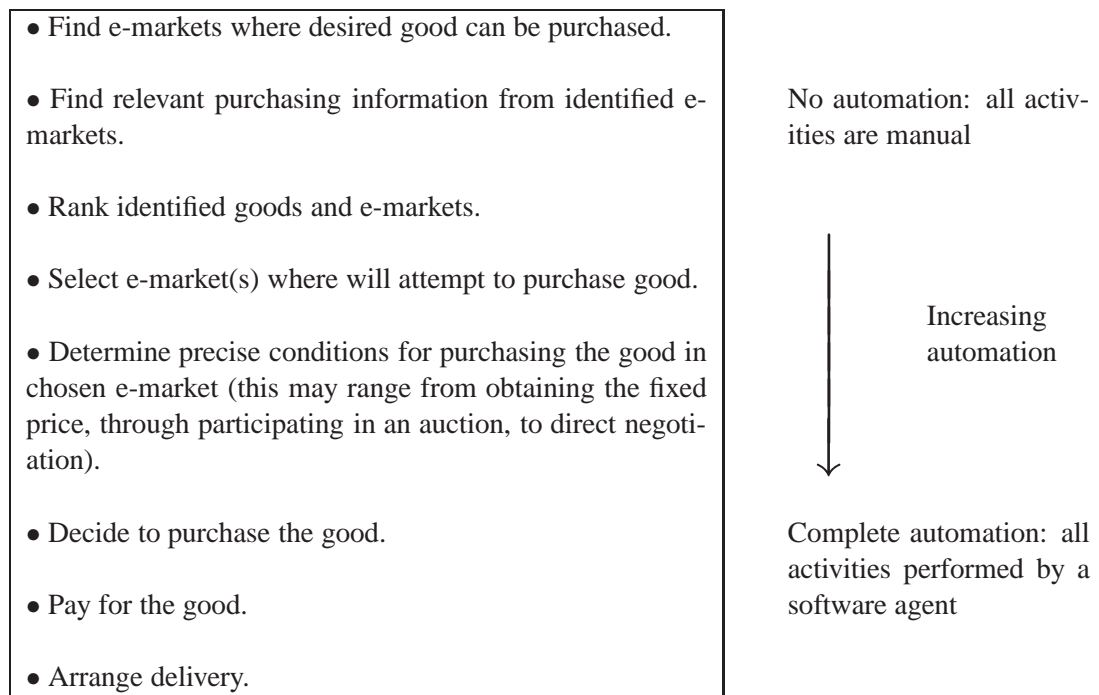 • Find e-markets where desired good can be purchased.
• Find relevant purchasing information from identified e-
markets.
• Rank identified goods and e-markets.
• Select e-market(s) where will attempt to purchase good.
• Determine precise conditions for purchasing the good in
chosen e-market (this may range from obtaining the fixed
price, through participating in an auction, to direct negoti-
ation).
• Decide to purchase the good.
• Pay for the good.
• Arrange delivery.
No automation: all activ-
ities are manual
Increasing
automation
Complete automation: all
activities performed by a
software agent